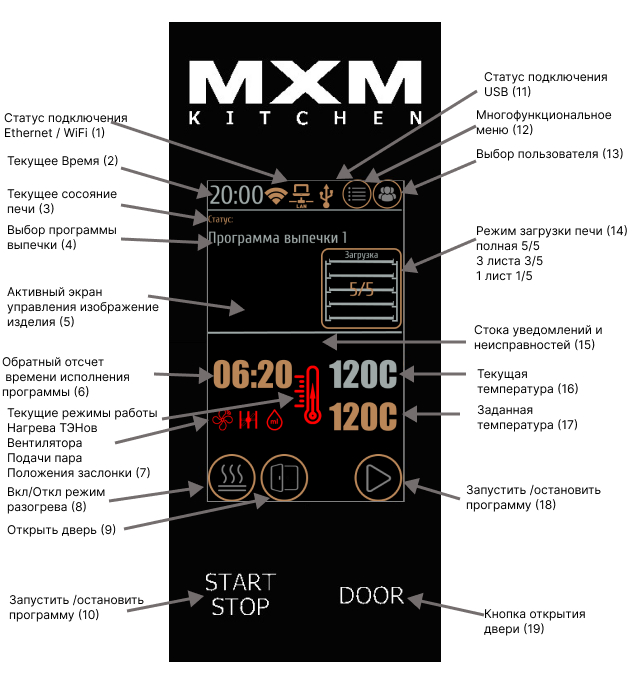 MXM
KITCHEN
Статус подключения
Ethernet / WiFi (1)
Текущее Время (2)
Текущее сосояние
печи (3)
Выбор программы
выпечки (4)
Активный экран
управления изображение
изделия (5)
Обратный отсчет
времени исполнения
программы (6)
Текущие режимы работы
Нагрева ТЭНов
Вентилятора
Подачи пара
Положения заслонки (7)
Вкл/Откл режим
разогрева (8)
Открыть дверь (9)
Запустить /остановить
программу (10)
20:00
LAN
Статус:
Программа выпечки 1
Загрузка
5/5
06:20
120C
120C
ml
START
STOP
DOOR
Статус подключения
USB (11)
Многофункциональное
меню (12)
Выбор пользователя (13)
Режим загрузки печи (14)
полная 5/5
3 листа 3/5
1 лист 1/5
Стока уведомлений и
неисправностей (15)
Текущая
температура (16)
Заданная
температура (17)
Запустить /остановить
программу (18)
Кнопка открытия
двери (19)